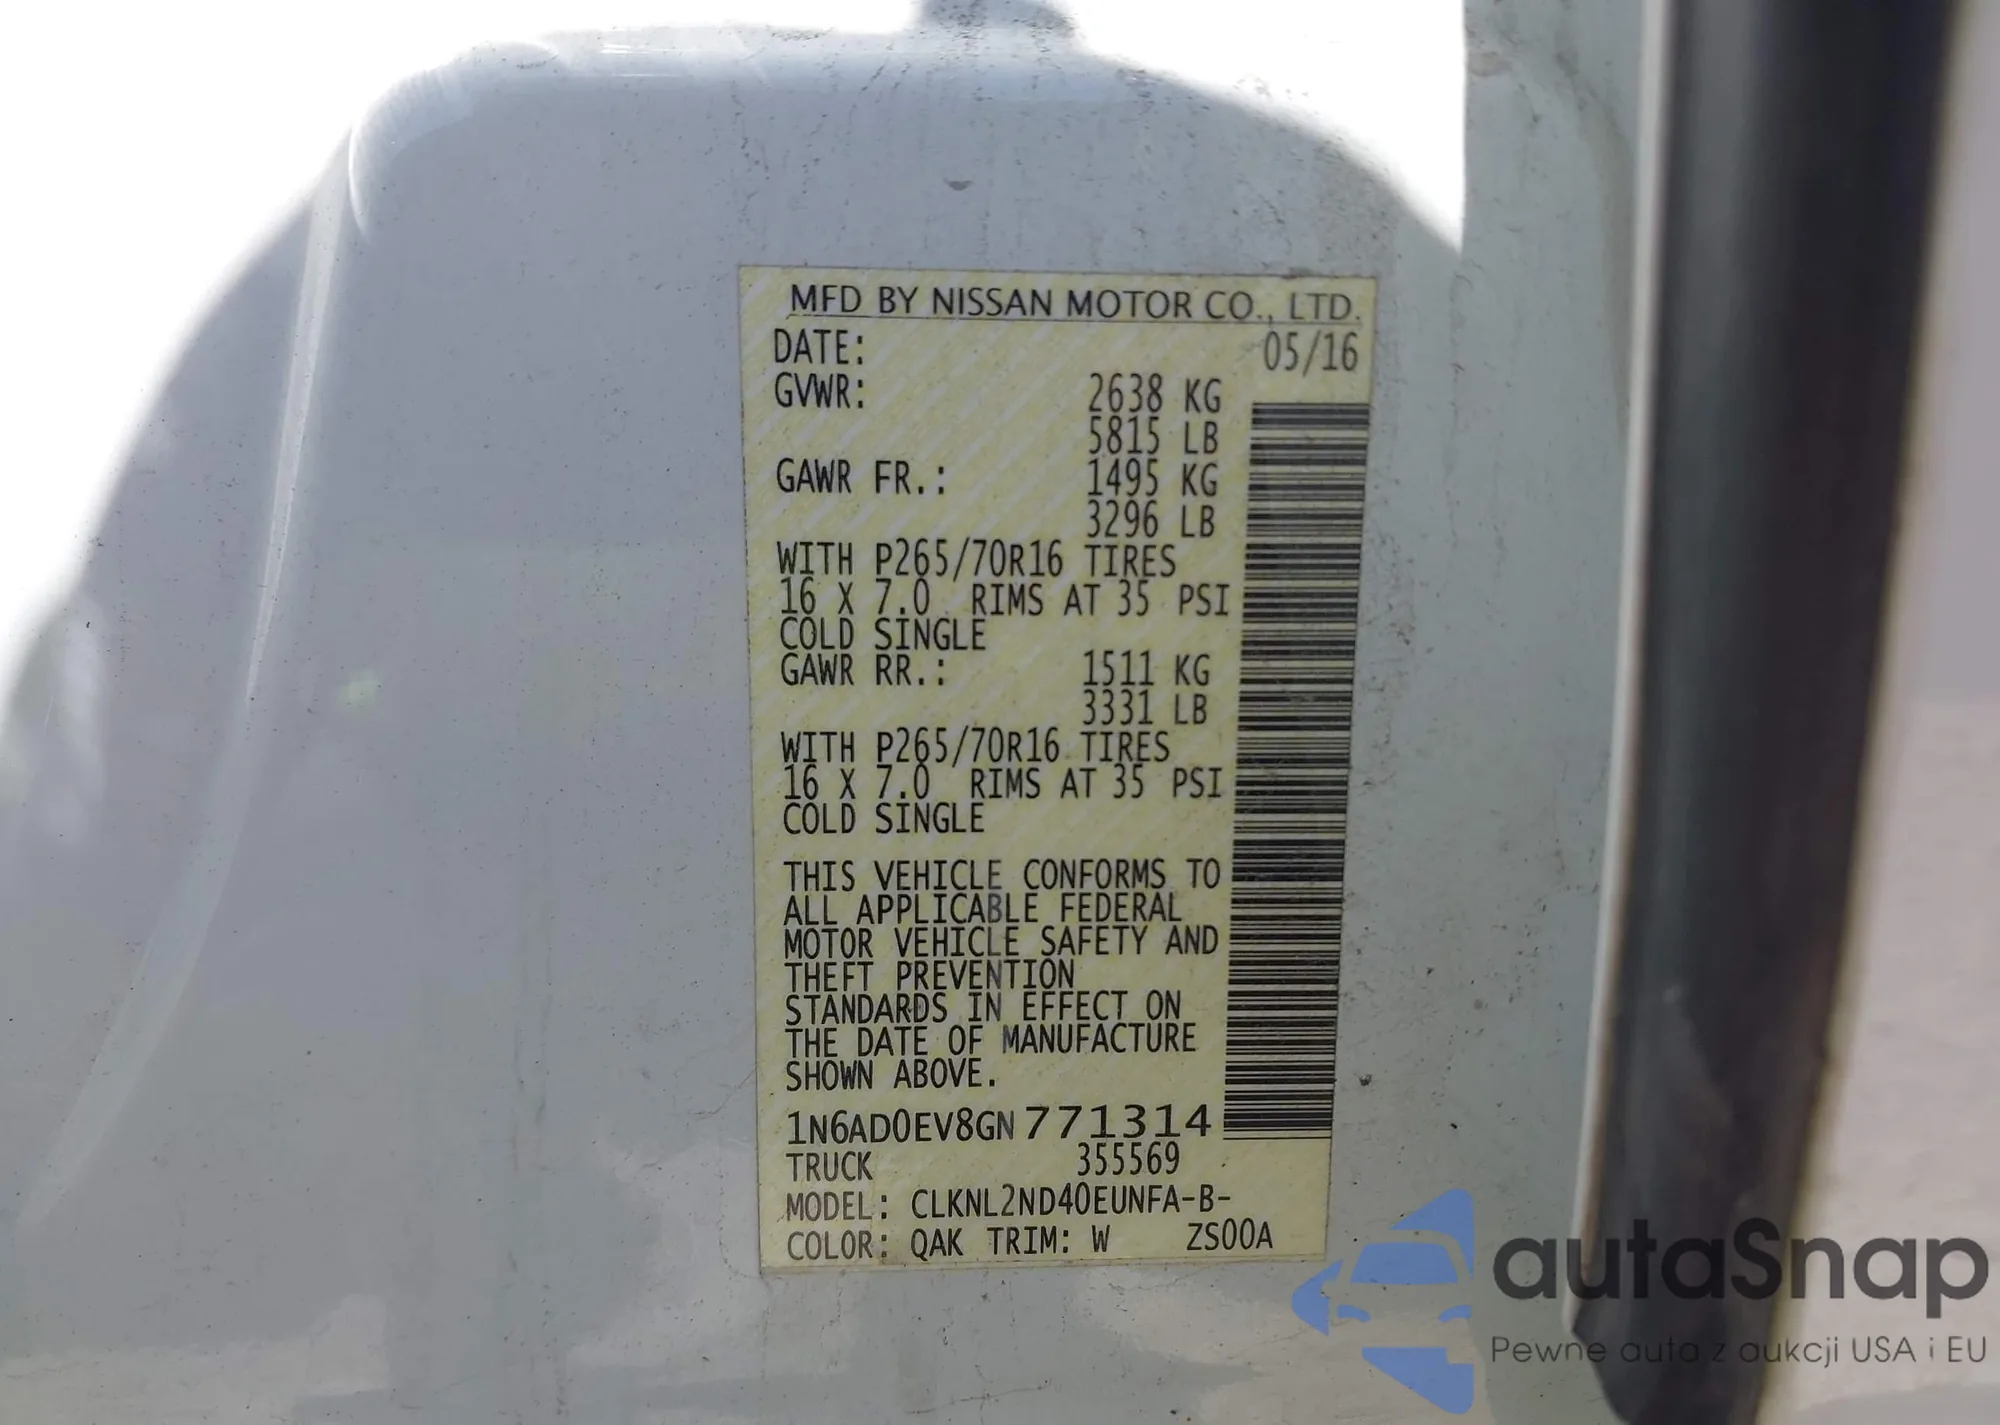 MFD BY NISSAN MOTOR CO., LTD.
DATE: 05/16
GVWR: 2638 KG
5815 LB
GAWR FR.: 1495 KG
3296 LB
WITH P265/70R16 TIRES
16 X 7.0 RIMS AT 35 PSI
COLD SINGLE
GAWR RR.: 1511 KG
3331 LB
WITH P265/70R16 TIRES
16 X 7.0 RIMS AT 35 PSI
COLD SINGLE
THIS VEHICLE CONFORMS TO
ALL APPLICABLE FEDERAL
MOTOR VEHICLE SAFETY AND
THEFT PREVENTION
STANDARDS IN EFFECT ON
THE DATE OF MANUFACTURE
SHOWN ABOVE.
1N6AD0EV8GN771314
TRUCK 355569
MODEL: CLKNL2ND40EUNFA-B-
COLOR: QAK TRIM: W ZS00A
autaSnap
Pewne auta z aukcji USA i EU